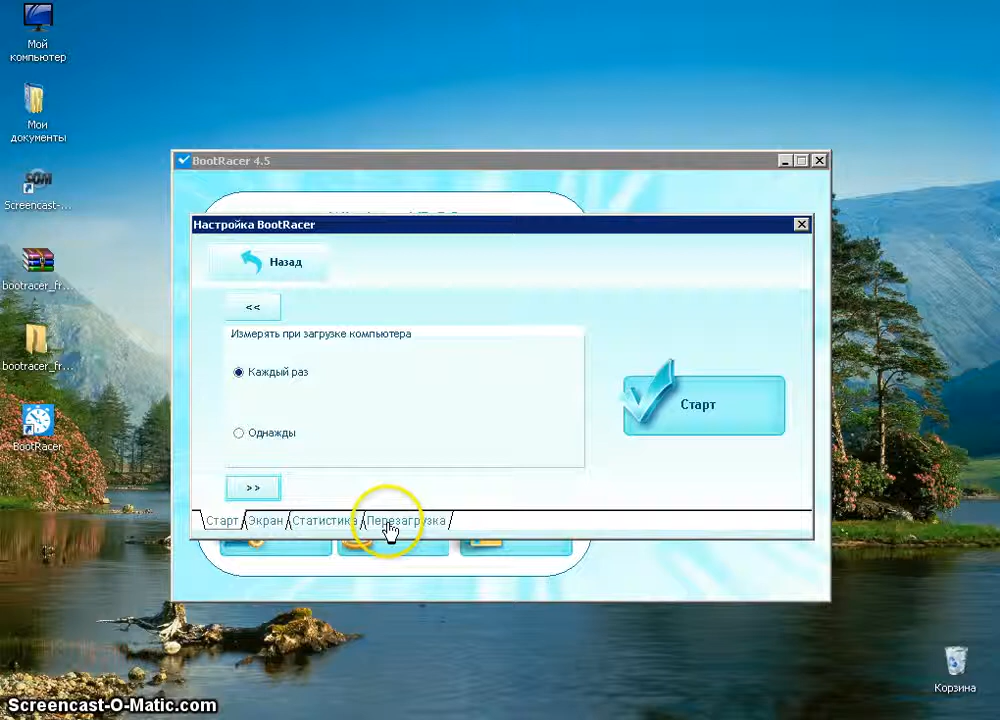 Мой
компьютер
Мои
документы
SOM
Screencast-...
bootracer_fr...
bootracer_fr...
BootRacer
BootRacer 4.5
Настройка BootRacer
Назад
<<
Измерять при загрузке компьютера
Каждый раз
Однажды
Старт
>>
Старт Экран Статистика Перезагрузка
Корзина
Screencast-O-Matic.com